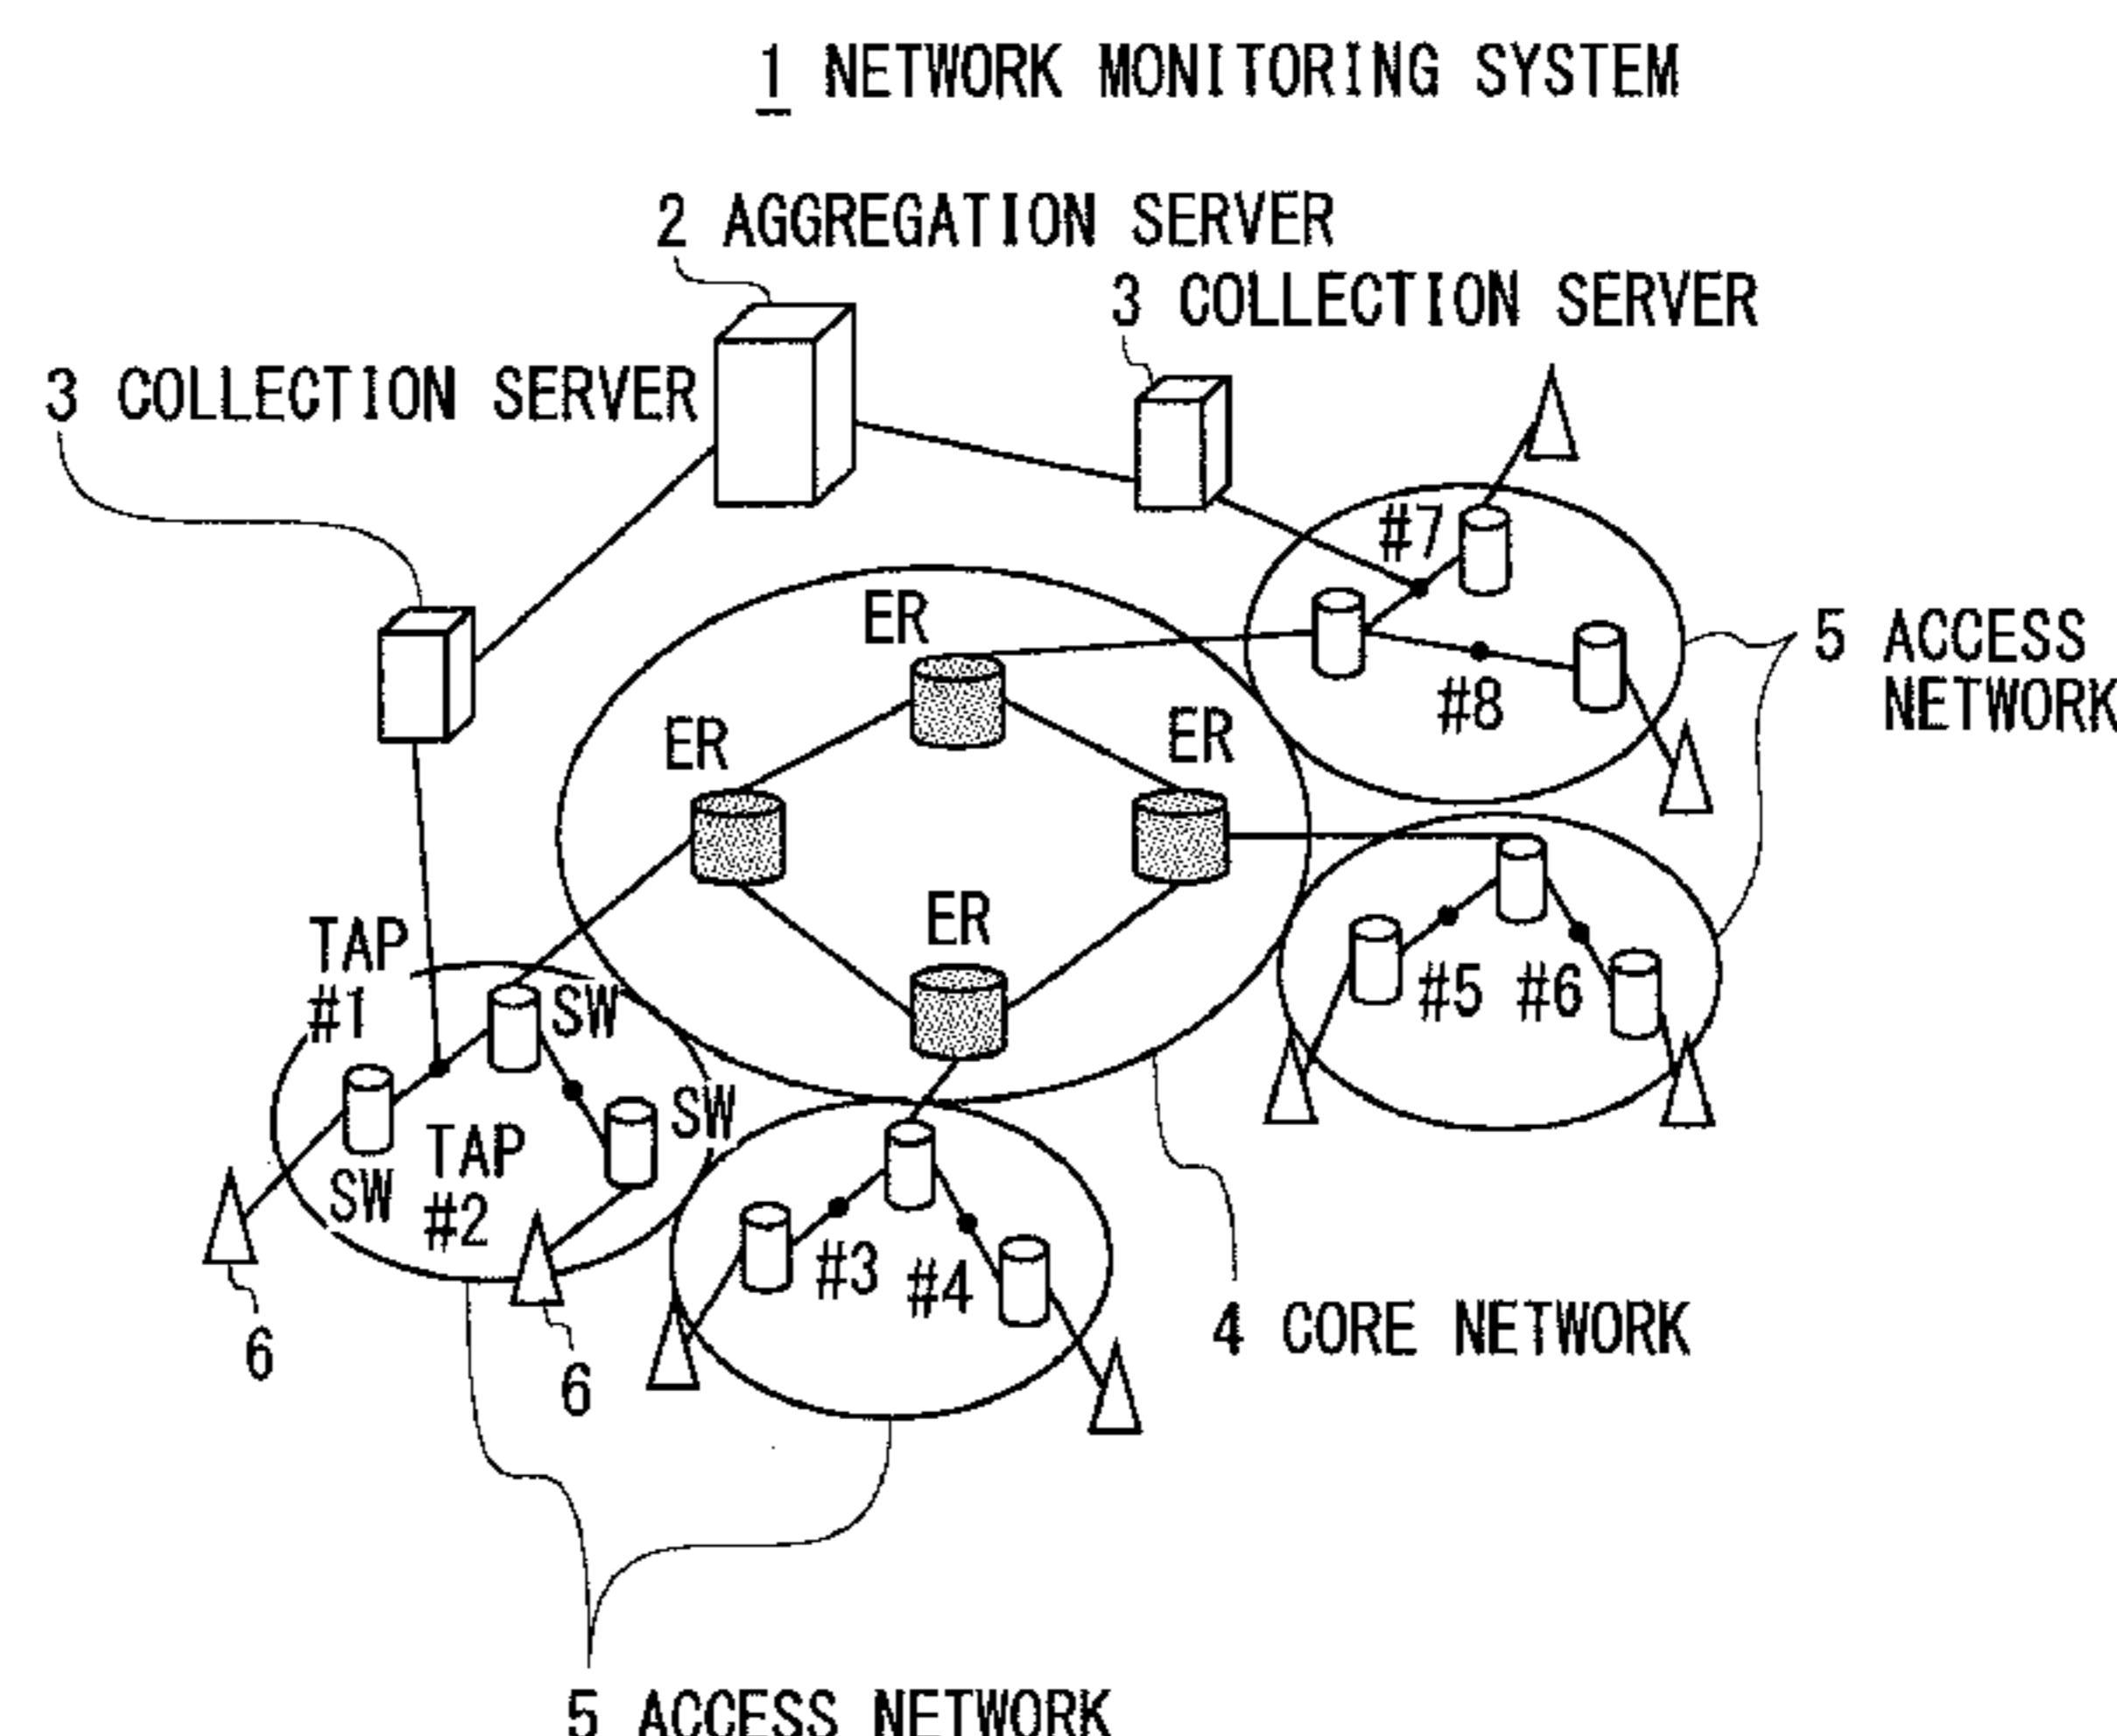 1 NETWORK MONITORING SYSTEM
2 AGGREGATION SERVER
3 COLLECTION SERVER
3 COLLECTION SERVER
#7
ER
5 ACCESS
NETWORK
#8
ER
ER
ER
TAP
#1
SW
#5 #6
SW
TAP
#2
SW
#3 #4
4 CORE NETWORK
6
6
5 ACCESS NETWORK